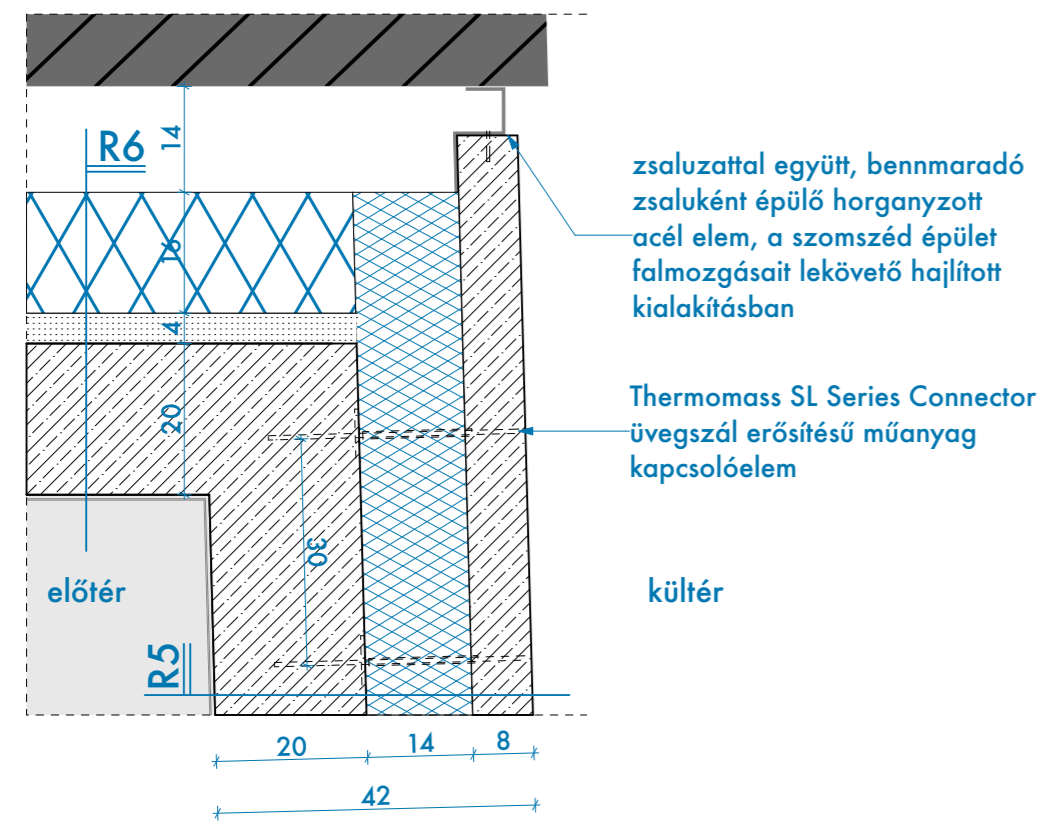 14
R6
16
4
20
30
zsaluzattal együtt, bennmaradó
zsaluként épülő horganyzott
acél elem, a szomszéd épület
falmozgásait lekövető hajlított
kialakításban
Thermomass SL Series Connector
üvegszál erősítésű műanyag
kapcsolóelem
előtér
kültér
R5
20
14
8
42